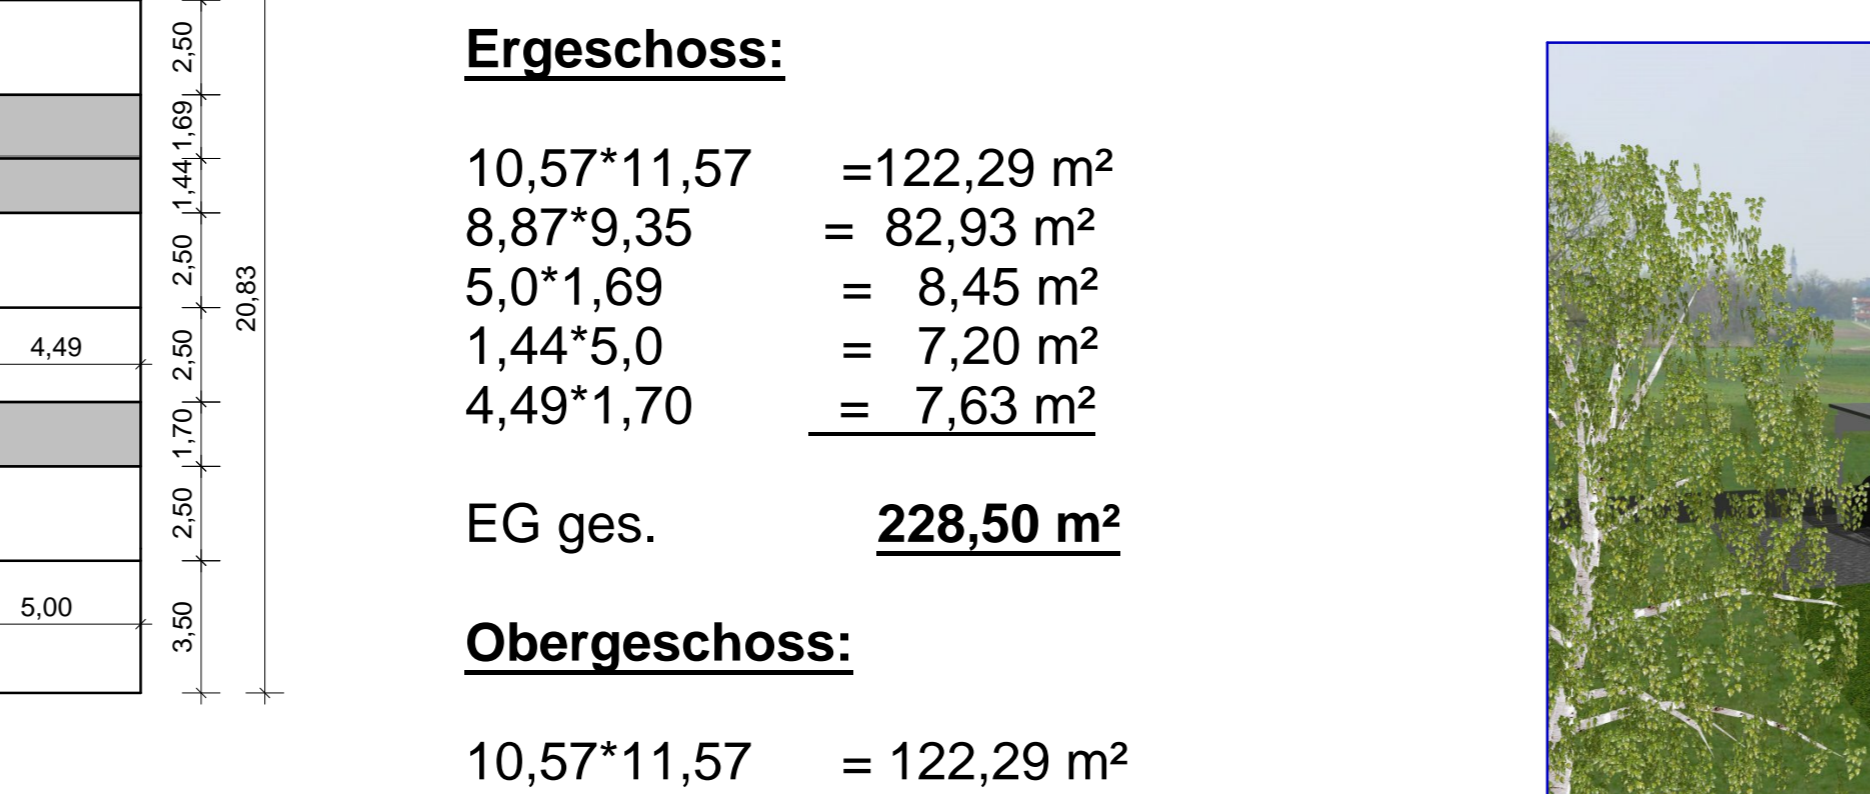 2,50
1,69
1,44
2,50
2,50
1,70
2,50
3,50
20,83
4,49
5,00
Ergeschoss:
10,57*11,57 =122,29 m²
8,87*9,35 = 82,93 m²
5,0*1,69 = 8,45 m²
1,44*5,0 = 7,20 m²
4,49*1,70 = 7,63 m²
EG ges. 228,50 m²
Obergeschoss:
10,57*11,57 = 122,29 m²